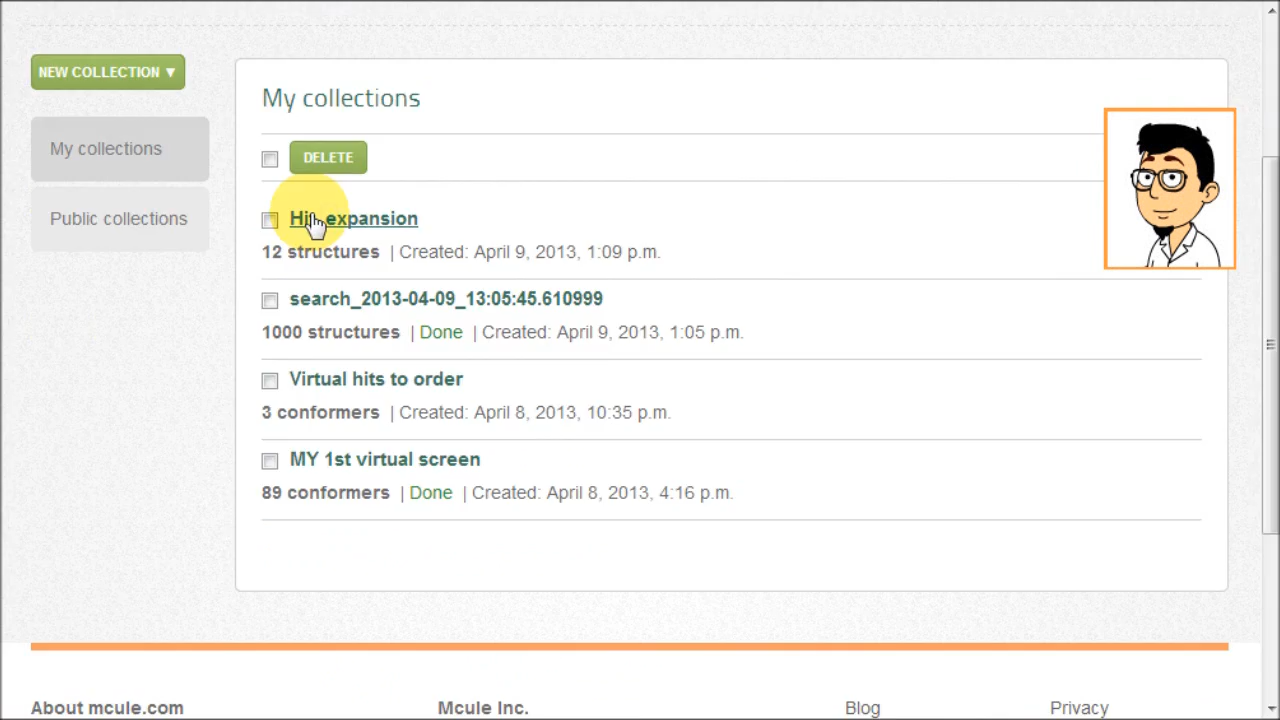 NEW COLLECTION ▼
My collections
Public collections
My collections
DELETE
Hit expansion
12 structures | Created: April 9, 2013, 1:09 p.m.
search_2013-04-09_13:05:45.610999
1000 structures | Done | Created: April 9, 2013, 1:05 p.m.
Virtual hits to order
3 conformers | Created: April 8, 2013, 10:35 p.m.
MY 1st virtual screen
89 conformers | Done | Created: April 8, 2013, 4:16 p.m.
About mcule.com Mcule Inc. Blog Privacy